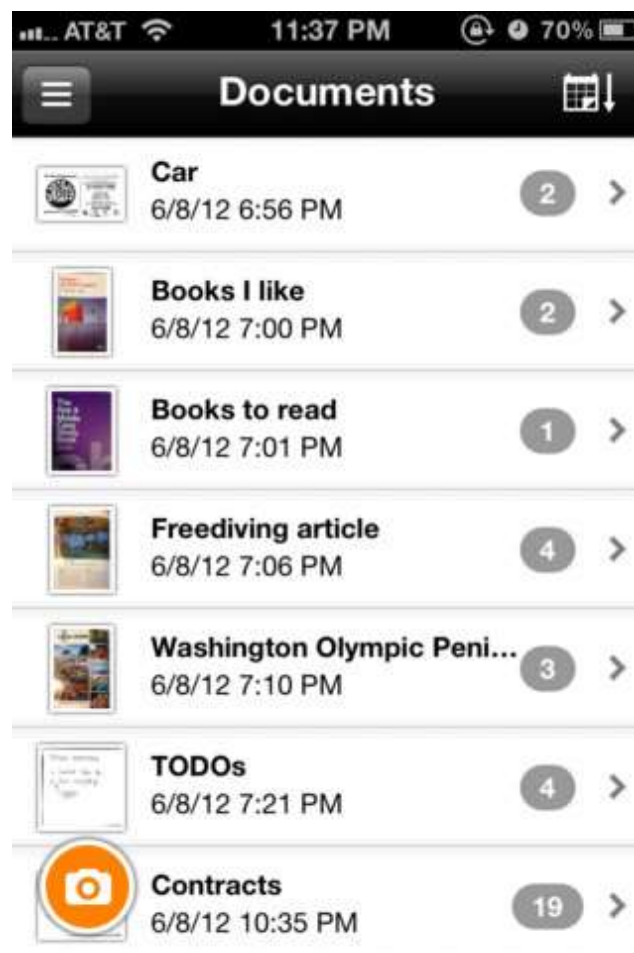 AT&T 11:37 PM 70%
Documents
Car
6/8/12 6:56 PM
2
Books I like
6/8/12 7:00 PM
2
Books to read
6/8/12 7:01 PM
1
Freediving article
6/8/12 7:06 PM
4
Washington Olympic Peni...
6/8/12 7:10 PM
3
TODOs
6/8/12 7:21 PM
4
Contracts
6/8/12 10:35 PM
19